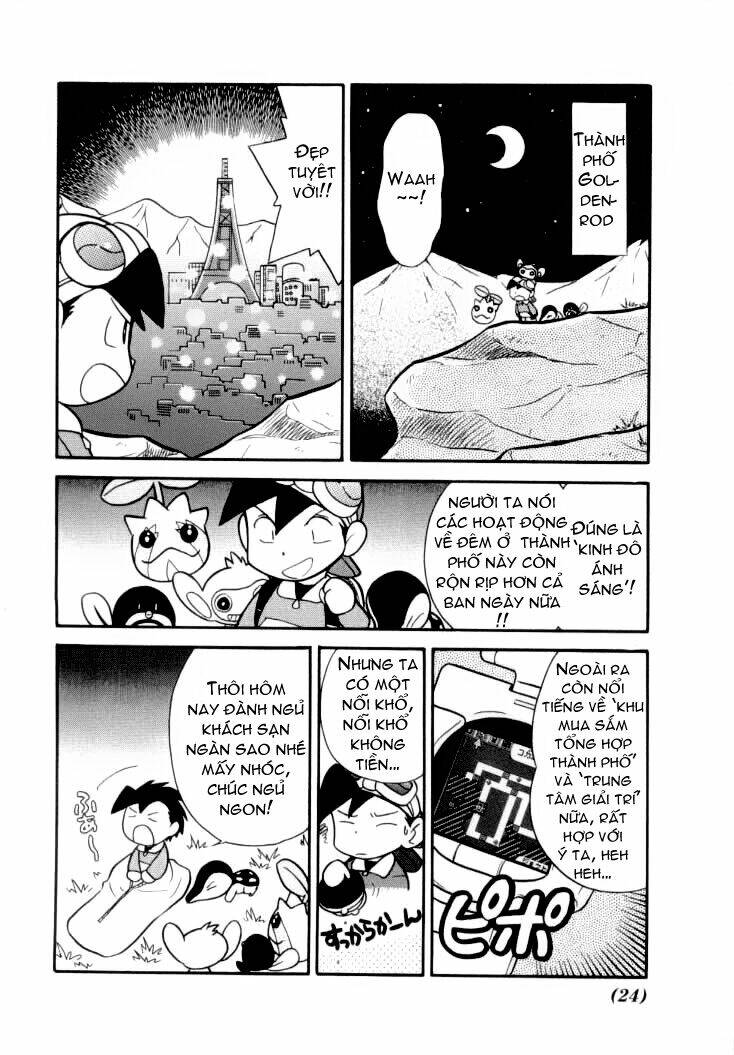 THÀNH
PHỐ
GOL-
DEN-
ROD
WAAH
~~!
ĐẸP
TUYỆT
VỜI!!
ĐÚNG LÀ
'KINH ĐÔ
ÁNH
SÁNG'!
NGƯỜI TA NÓI
CÁC HOẠT ĐỘNG
VỀ ĐÊM Ở THÀNH
PHỐ NÀY CÒN
RỘN RỊP HƠN CẢ
BAN NGÀY NỮA
!!
NGOÀI RA
CÒN NỔI
TIẾNG VỀ 'KHU
MUA SẮM
TỔNG HỢP
THÀNH PHỐ'
VÀ 'TRUNG
TÂM GIẢI TRÍ'
NỮA, RẤT
HỢP VỚI
Ý TA, HEH
HEH...
ピポ
NHƯNG TA
CÓ MỘT
NỖI KHỔ,
NỖI KHỔ
KHÔNG
TIỀN...
すっからかーん
THÔI HÔM
NAY ĐÀNH NGỦ
KHÁCH SẠN
NGÀN SAO NHÉ
MẤY NHÓC,
CHÚC NGỦ
NGON!
ふぁ〜
(24)